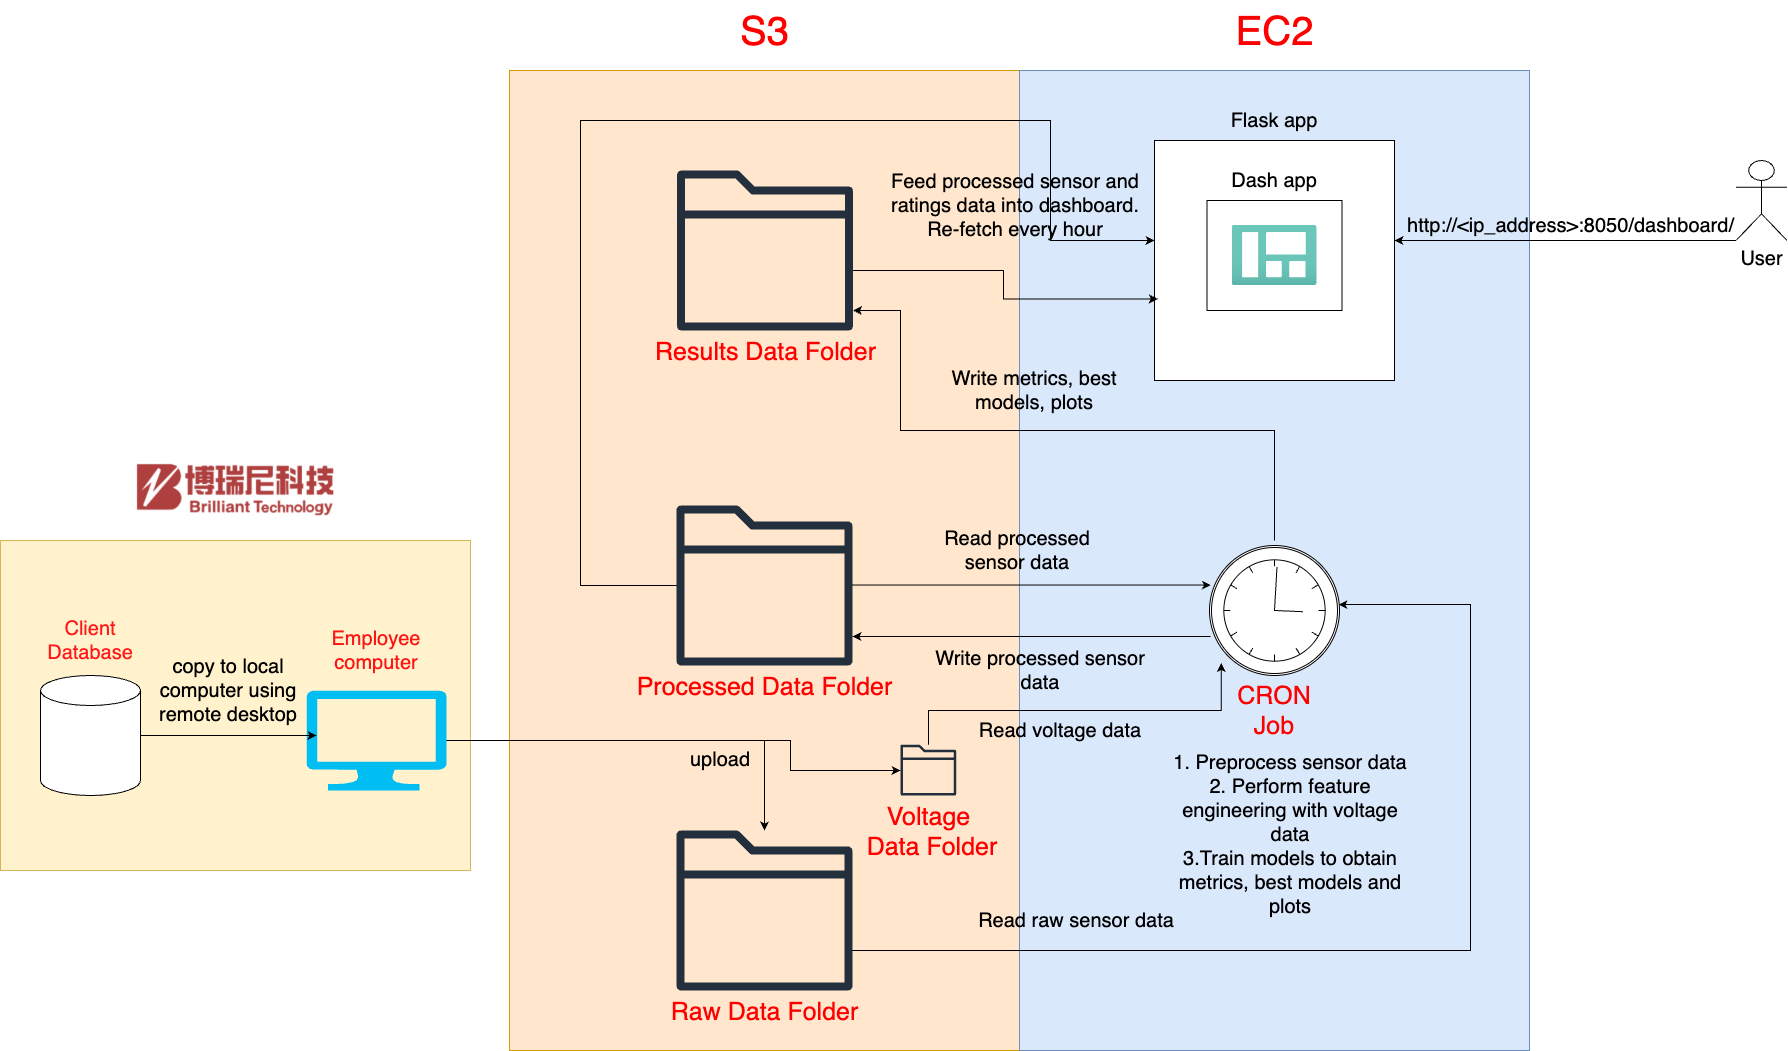 S3
EC2
Flask app
Dash app
Feed processed sensor and
ratings data into dashboard.
Re-fetch every hour
http://<ip_address>:8050/dashboard/
User
Results Data Folder
Write metrics, best
models, plots
博瑞尼科技
Brilliant Technology
Client
Database
copy to local
computer using
remote desktop
Employee
computer
Read processed
sensor data
Write processed sensor
data
Processed Data Folder
CRON
Job
Read voltage data
upload
Voltage
Data Folder
1. Preprocess sensor data
2. Perform feature
engineering with voltage
data
3.Train models to obtain
metrics, best models and
plots
Read raw sensor data
Raw Data Folder